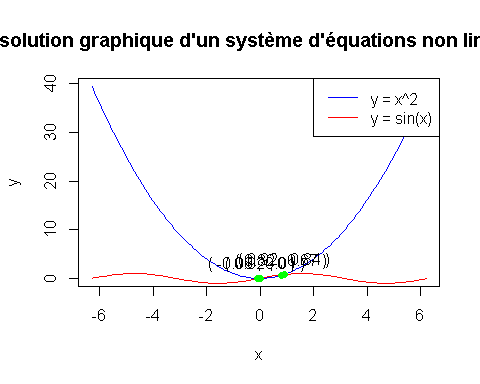 solution graphique d'un système d'équations non lin
y = x^2
y = sin(x)
40
30
20
10
0
y
-6 -4 -2 0 2 4 6
x